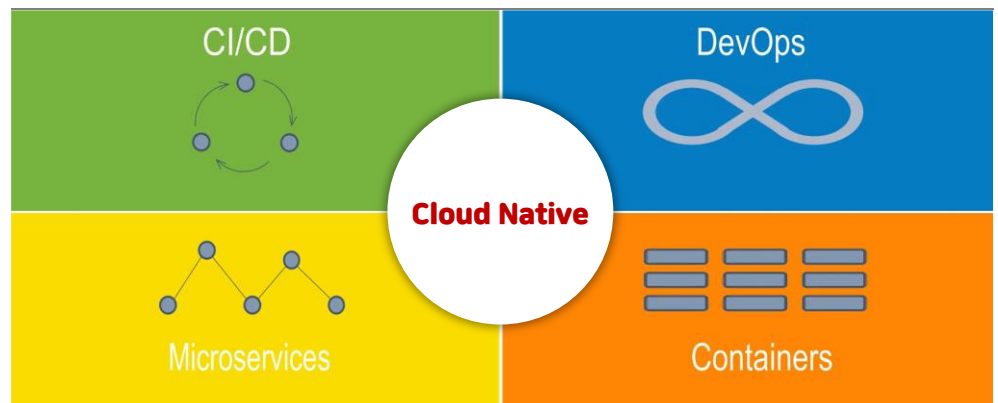 CI/CD
DevOps
Cloud Native
Microservices
Containers